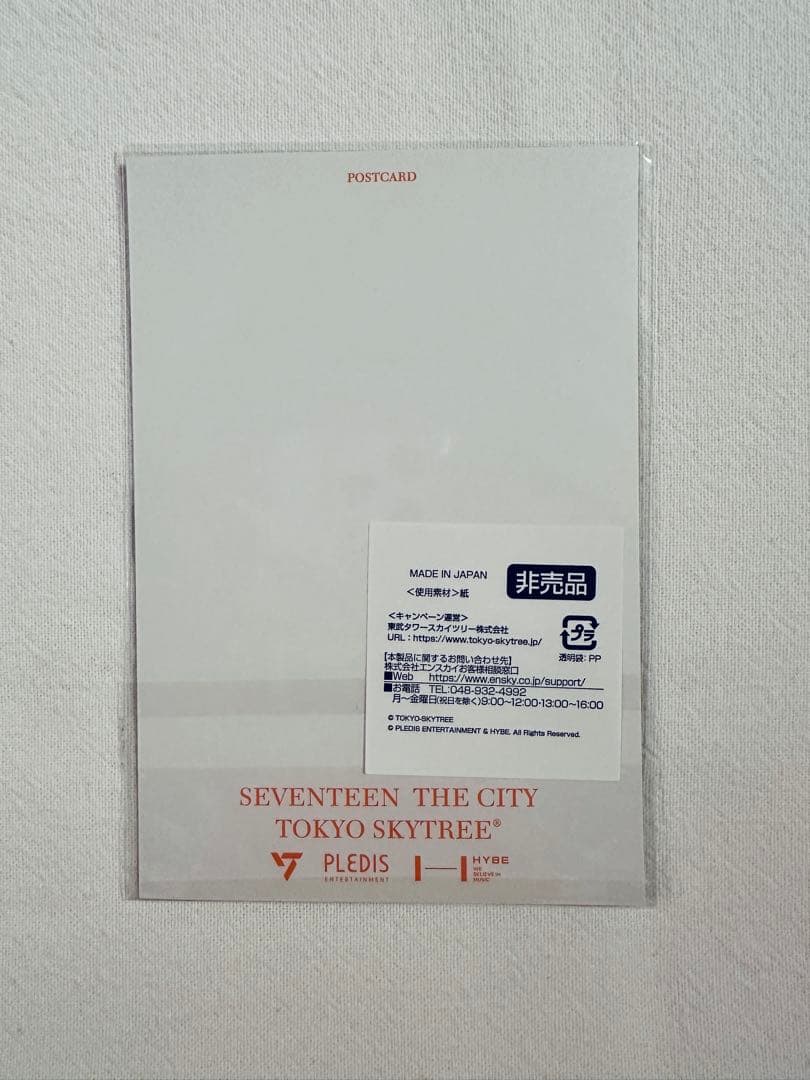 POSTCARD
MADE IN JAPAN
非売品
<使用素材>紙
<キャンペーン運営>
東武タワースカイツリー株式会社
URL：https://www.tokyo-skytree.jp/
プラ
透明袋：PP
【本製品に関するお問い合わせ先】
株式会社エンスカイお客様相談窓口
■Web https://www.ensky.co.jp/support/
■お電話 TEL:048-932-4992
月～金曜日(祝日を除く)9:00~12:00・13:00~16:00
© TOKYO-SKYTREE
© PLEDIS ENTERTAINMENT & HYBE. All Rights Reserved.
SEVENTEEN THE CITY
TOKYO SKYTREE®
PLEDIS
ENTERTAINMENT
HYBE
WE
BELIEVE IN
MUSIC